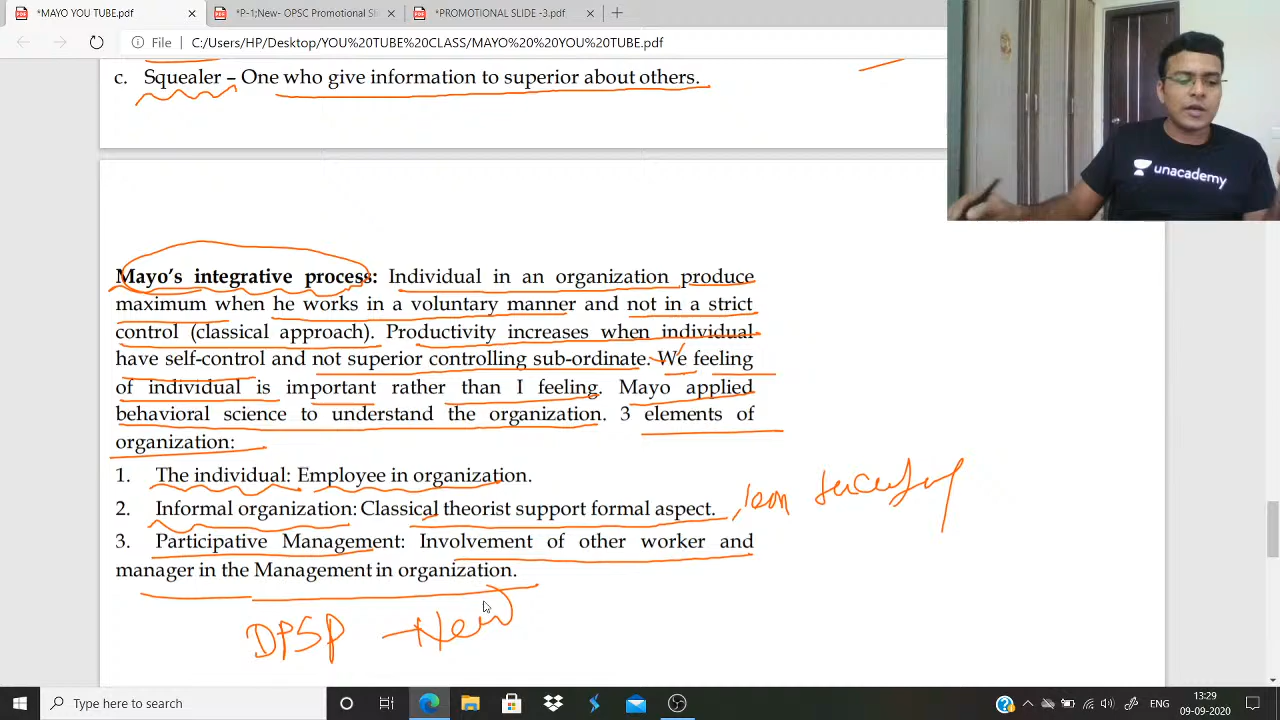 *MAYO YOU TUBE.pdf
*P-1;New- OPSC Promotional Sl
*PROMOTIONAL SLIDE -3.pdf
File | C:/Users/HP/Desktop/YOU%20TUBE%20CLASS/MAYO%20%20YOU%20TUBE.pdf
c. Squealer – One who give information to superior about others.
unacademy
Mayo's integrative process: Individual in an organization produce
maximum when he works in a voluntary manner and not in a strict
control (classical approach). Productivity increases when individual
have self-control and not superior controlling sub-ordinate. We feeling
of individual is important rather than I feeling. Mayo applied
behavioral science to understand the organization. 3 elements of
organization:
1. The individual: Employee in organization.
2. Informal organization: Classical theorist support formal aspect.
3. Participative Management: Involvement of other worker and
manager in the Management in organization.
DPSP – New
Type here to search
ENG
13:29
09-09-2020